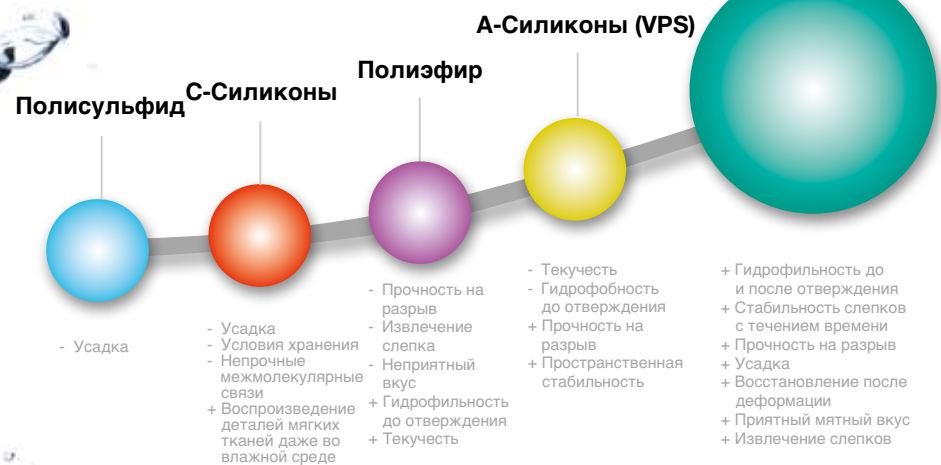 А-Силиконы (VPS)
Полиэфир
С-Силиконы
Полисульфид
- Усадка
- Усадка
- Условия хранения
- Непрочные
межмолекулярные
связи
+ Воспроизведение
деталей мягких
тканей даже во
влажной среде
- Прочность на
разрыв
- Извлечение
слепка
- Неприятный
вкус
+ Гидрофильность
до отверждения
+ Текучесть
- Текучесть
- Гидрофобность
до отверждения
+ Прочность на
разрыв
+ Пространственная
стабильность
+ Гидрофильность до
и после отверждения
+ Стабильность слепков
с течением времени
+ Прочность на разрыв
+ Усадка
+ Восстановление после
деформации
+ Приятный мятный вкус
+ Извлечение слепков